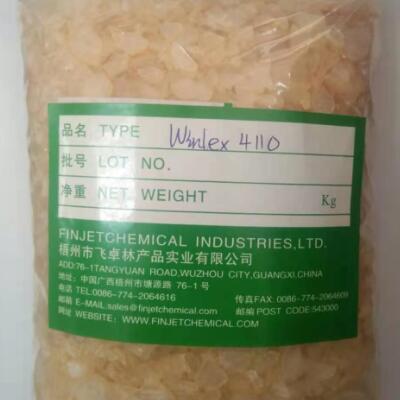 品名 TYPE Winlex 4110
批号 LOT NO.
净重 NET WEIGHT Kg
FINJETCHEMICAL INDUSTRIES,LTD.
梧州市飞卓林产品实业有限公司
ADD:76-1TANGYUAN ROAD,WUZHOU CITY,GUANGXI,CHINA
地址: 中国广西梧州市塘源路 76-1 号
电话TEL: 0086-774-2064616 传真FAX: 0086-774-2064609
邮箱 E-MAIL:sales@finjetchemical.com 邮编 POST CODE:543000
网址 WEBSITE: WWW.FINJETCHEMICAL.COM